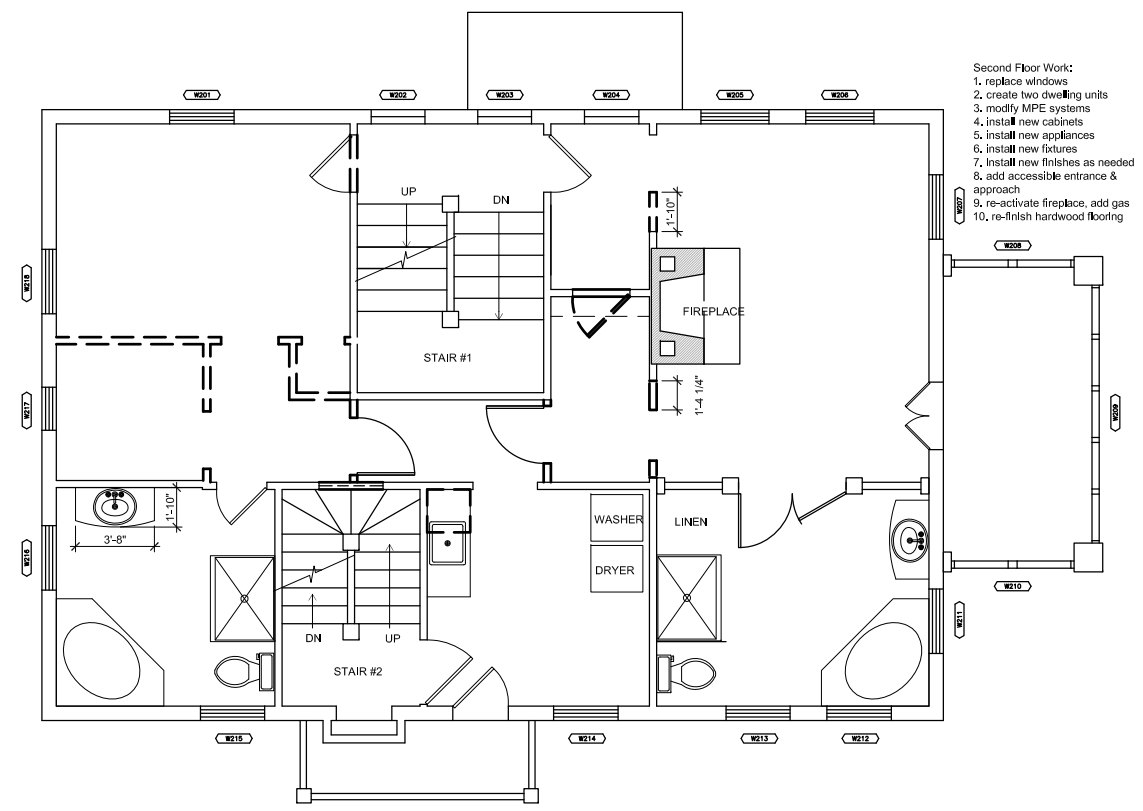 Second Floor Work:
1. replace windows
2. create two dwelling units
3. modify MPE systems
4. install new cabinets
5. install new appliances
6. install new fixtures
7. install new finishes as needed
8. add accessible entrance &
approach
9. re-activate fireplace, add gas
10. re-finish hardwood flooring
W201
W202
W203
W204
W205
W206
W207
UP
DN
1'-10"
W208
W218
FIREPLACE
STAIR #1
1'-4 1/4"
W217
W209
1'-10"
3'-8"
WASHER
LINEN
W216
DRYER
W210
W211
DN
UP
STAIR #2
W215
W214
W213
W212